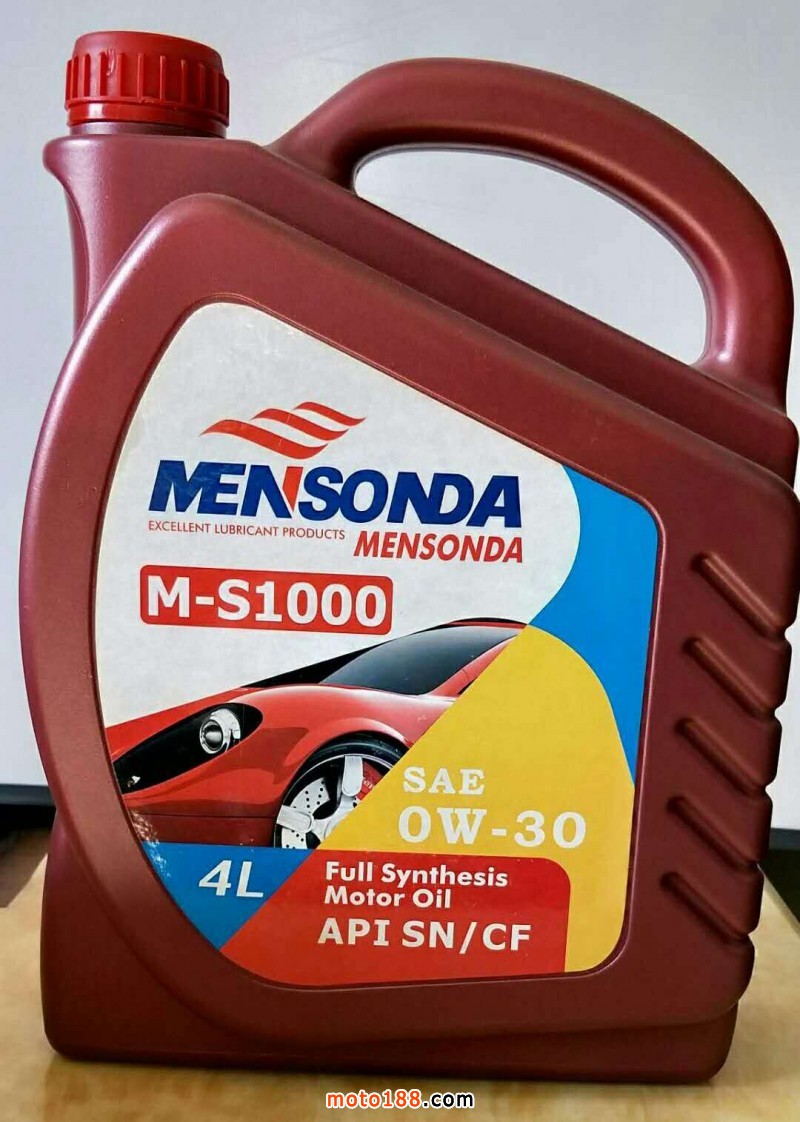 MENSONDA
EXCELLENT LUBRICANT PRODUCTS
MENSONDA
M-S1000
SAE
0W-30
4L
Full Synthesis
Motor Oil
API SN/CF
moto188.com